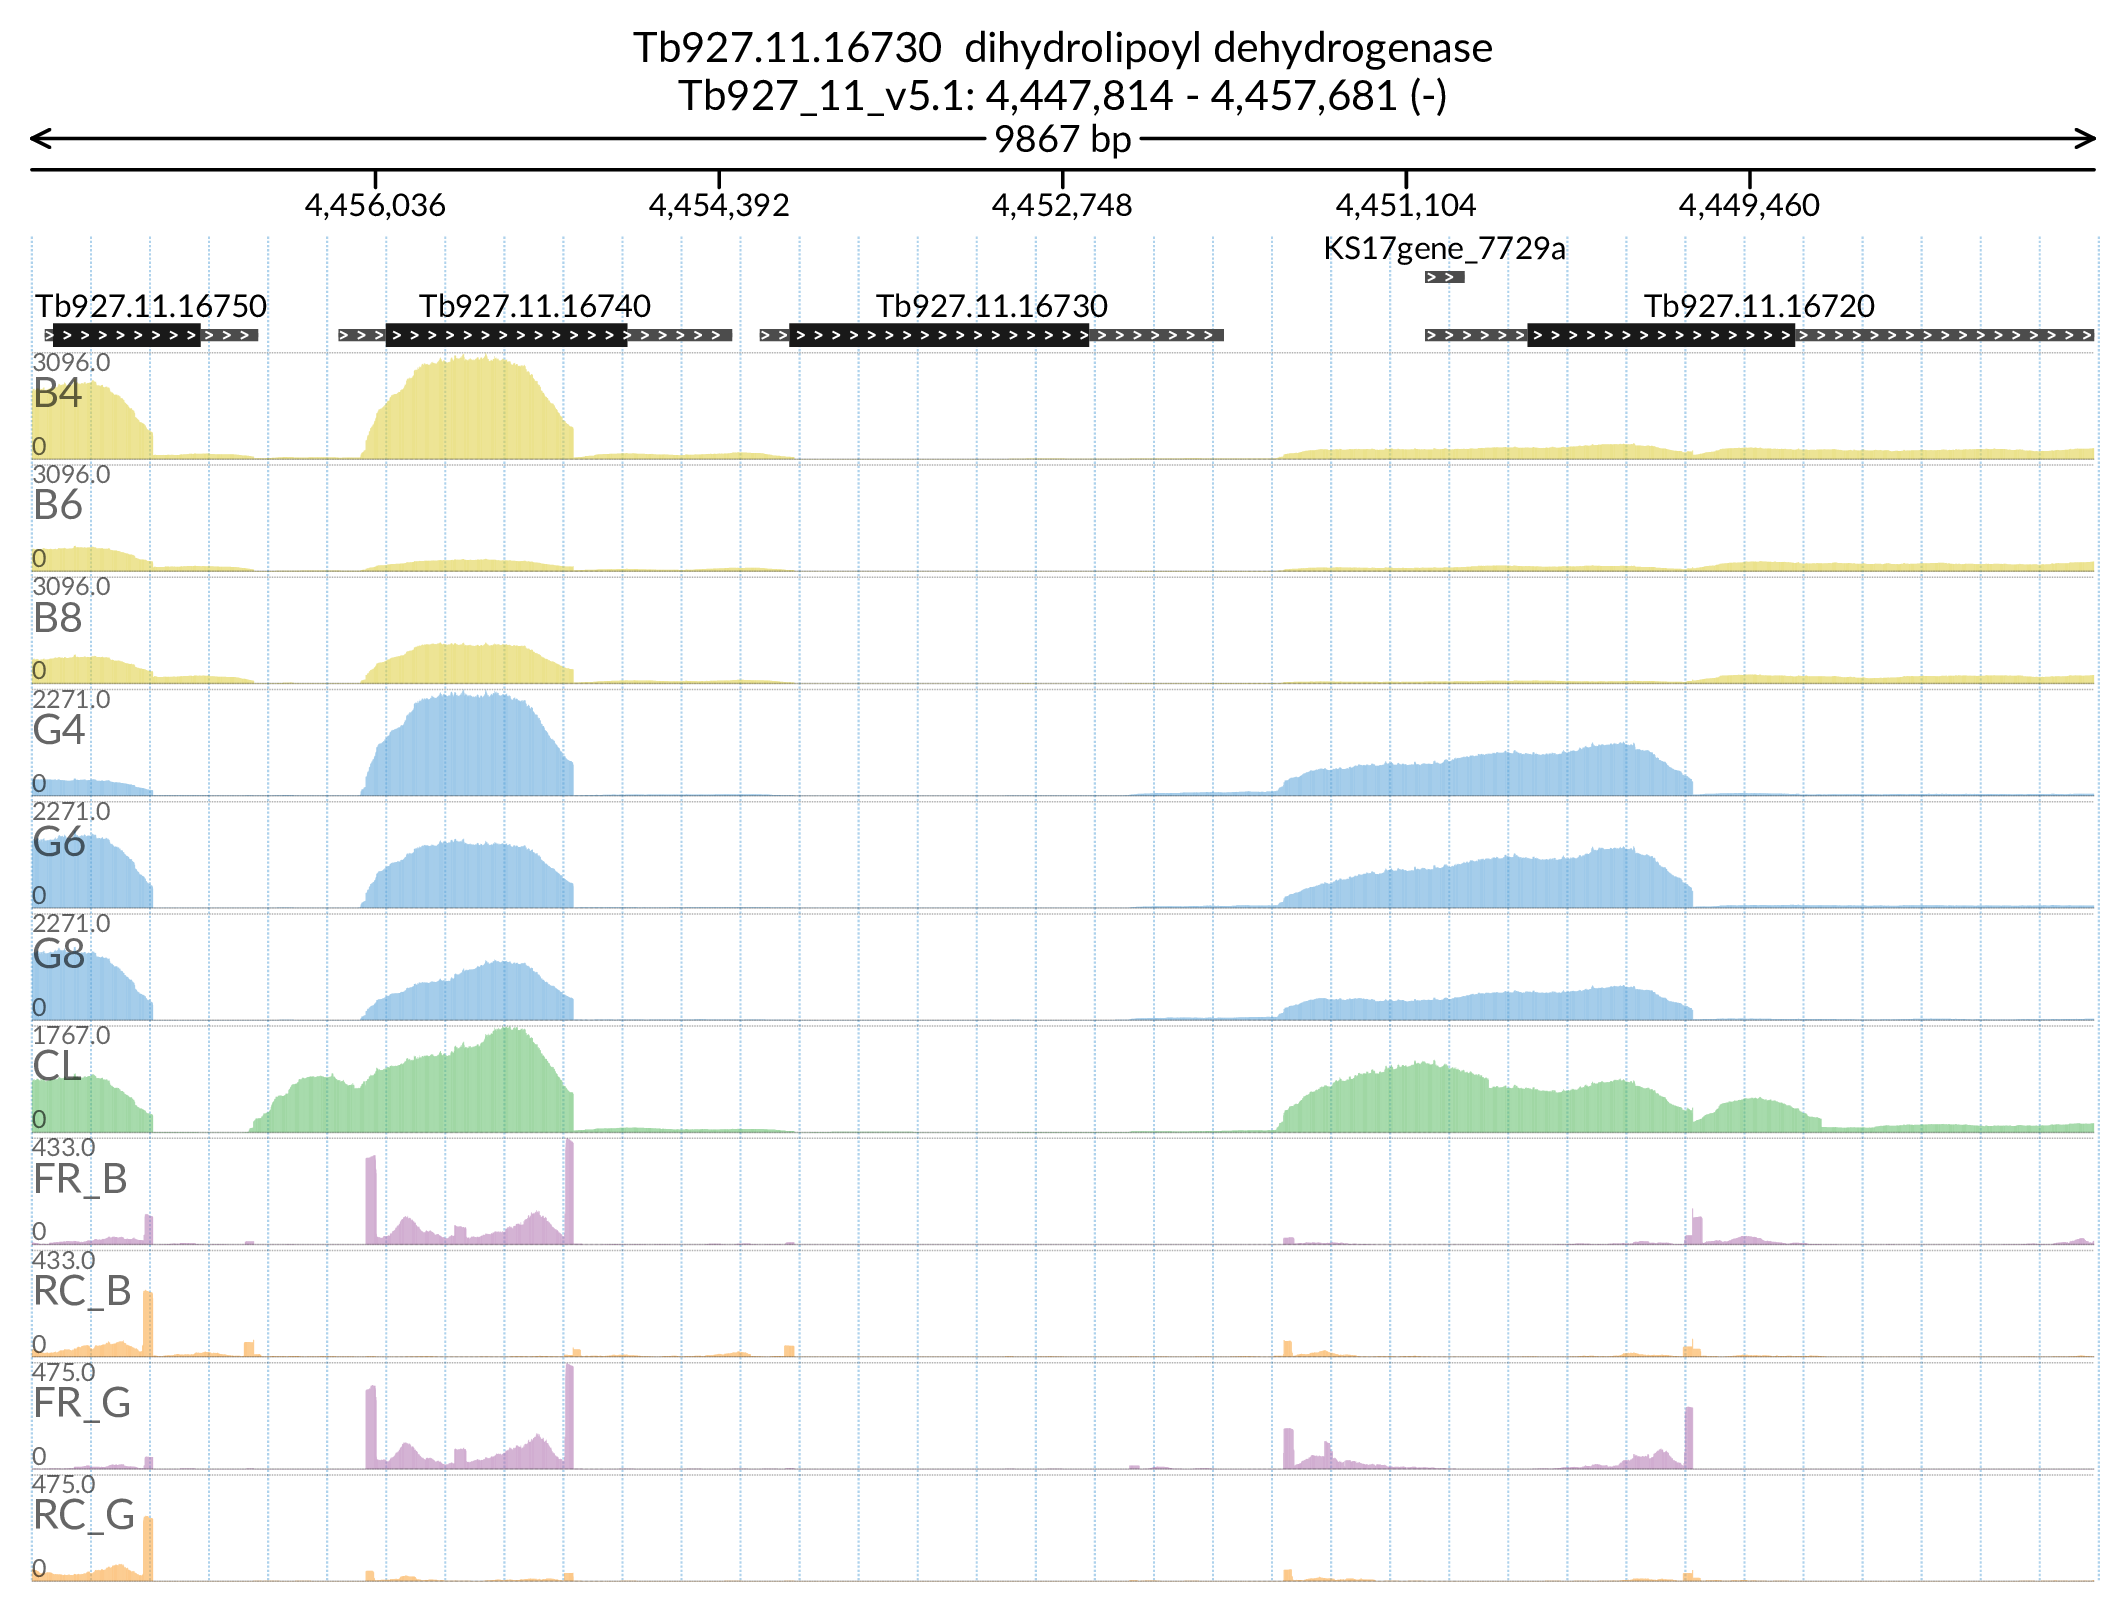 Tb927.11.16730  dihydrolipoyl dehydrogenase
Tb927_11_v5.1: 4,447,814 - 4,457,681 (-)
9867 bp
4,456,036 4,454,392 4,452,748 4,451,104 4,449,460
KS17gene_7729a
Tb927.11.16750 Tb927.11.16740 Tb927.11.16730 Tb927.11.16720
3096.0
B4
0
3096.0
B6
0
3096.0
B8
0
2271.0
G4
0
2271.0
G6
0
2271.0
G8
0
1767.0
CL
0
433.0
FR_B
0
433.0
RC_B
0
475.0
FR_G
0
475.0
RC_G
0